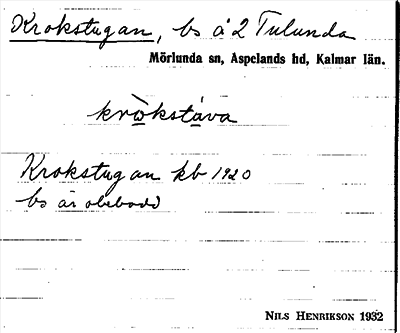 Krokstugan, bs å 2 Tulunda
Mörlunda sn, Aspelands hd, Kalmar län.
kròkstáva
Krokstugan kb 1920
bs är obebodd
NILS HENRIKSON 1932